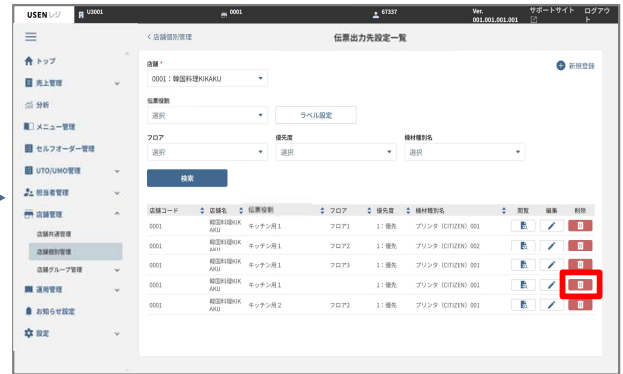 USEN レジ U3001 0001 67337 Ver. 001.001.001.001 サポートサイト ログアウト
< 店舗個別管理 伝票出力先設定一覧
トップ
売上管理
分析
メニュー管理
セルフオーダー管理
UTO/UMO管理
担当者管理
店舗管理
店舗共通管理
店舗個別管理
店舗グループ管理
運用管理
お知らせ設定
設定
店舗 * 新規登録
0001：韓国料理KIKAKU
伝票役割
選択 ラベル設定
フロア 優先度 機材種別名
選択 選択 選択
検索
店舗コード 店舗名 伝票役割 フロア 優先度 機材種別名 閲覧 編集 削除
0001 韓国料理KIKAKU キッチン用1 フロア1 1：優先 プリンタ（CITIZEN）001
0001 韓国料理KIKAKU キッチン用1 フロア2 1：優先 プリンタ（CITIZEN）002
0001 韓国料理KIKAKU キッチン用1 フロア3 1：優先 プリンタ（CITIZEN）001
0001 韓国料理KIKAKU キッチン用1 1：優先 プリンタ（CITIZEN）001
0001 韓国料理KIKAKU キッチン用2 フロア2 1：優先 プリンタ（CITIZEN）001